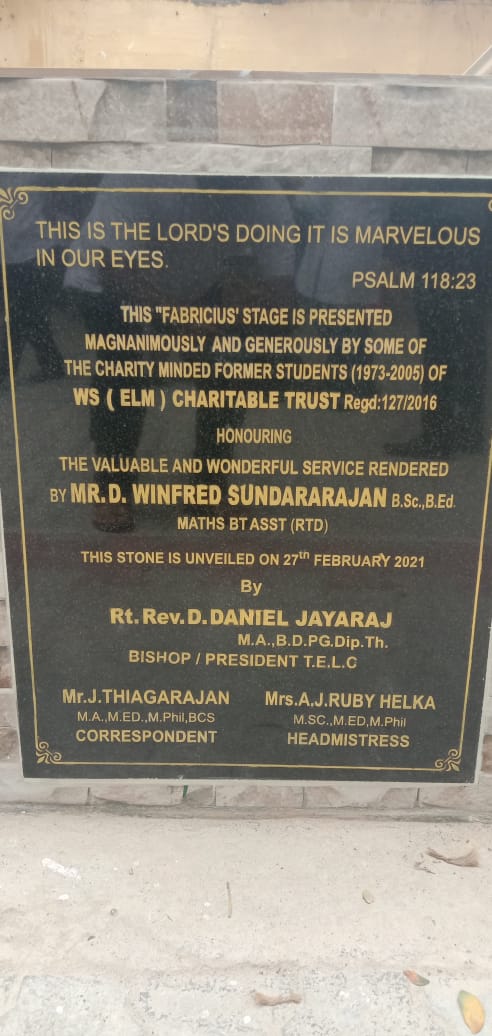 THIS IS THE LORD'S DOING IT IS MARVELOUS
IN OUR EYES.
PSALM 118:23
THIS "FABRICIUS' STAGE IS PRESENTED
MAGNANIMOUSLY AND GENEROUSLY BY SOME OF
THE CHARITY MINDED FORMER STUDENTS (1973-2005) OF
WS ( ELM ) CHARITABLE TRUST Regd:127/2016
HONOURING
THE VALUABLE AND WONDERFUL SERVICE RENDERED
BY MR.D. WINFRED SUNDARARAJAN B.Sc.,B.Ed.
MATHS BT ASST (RTD)
THIS STONE IS UNVEILED ON 27th FEBRUARY 2021
By
Rt.Rev.D.DANIEL JAYARAJ
M.A.,B.D.PG.Dip.Th.
BISHOP / PRESIDENT T.E.L.C
Mr.J.THIAGARAJAN Mrs.A.J.RUBY HELKA
M.A.,M.ED.,M.Phil,BCS M.SC.,M.ED,M.Phil
CORRESPONDENT HEADMISTRESS